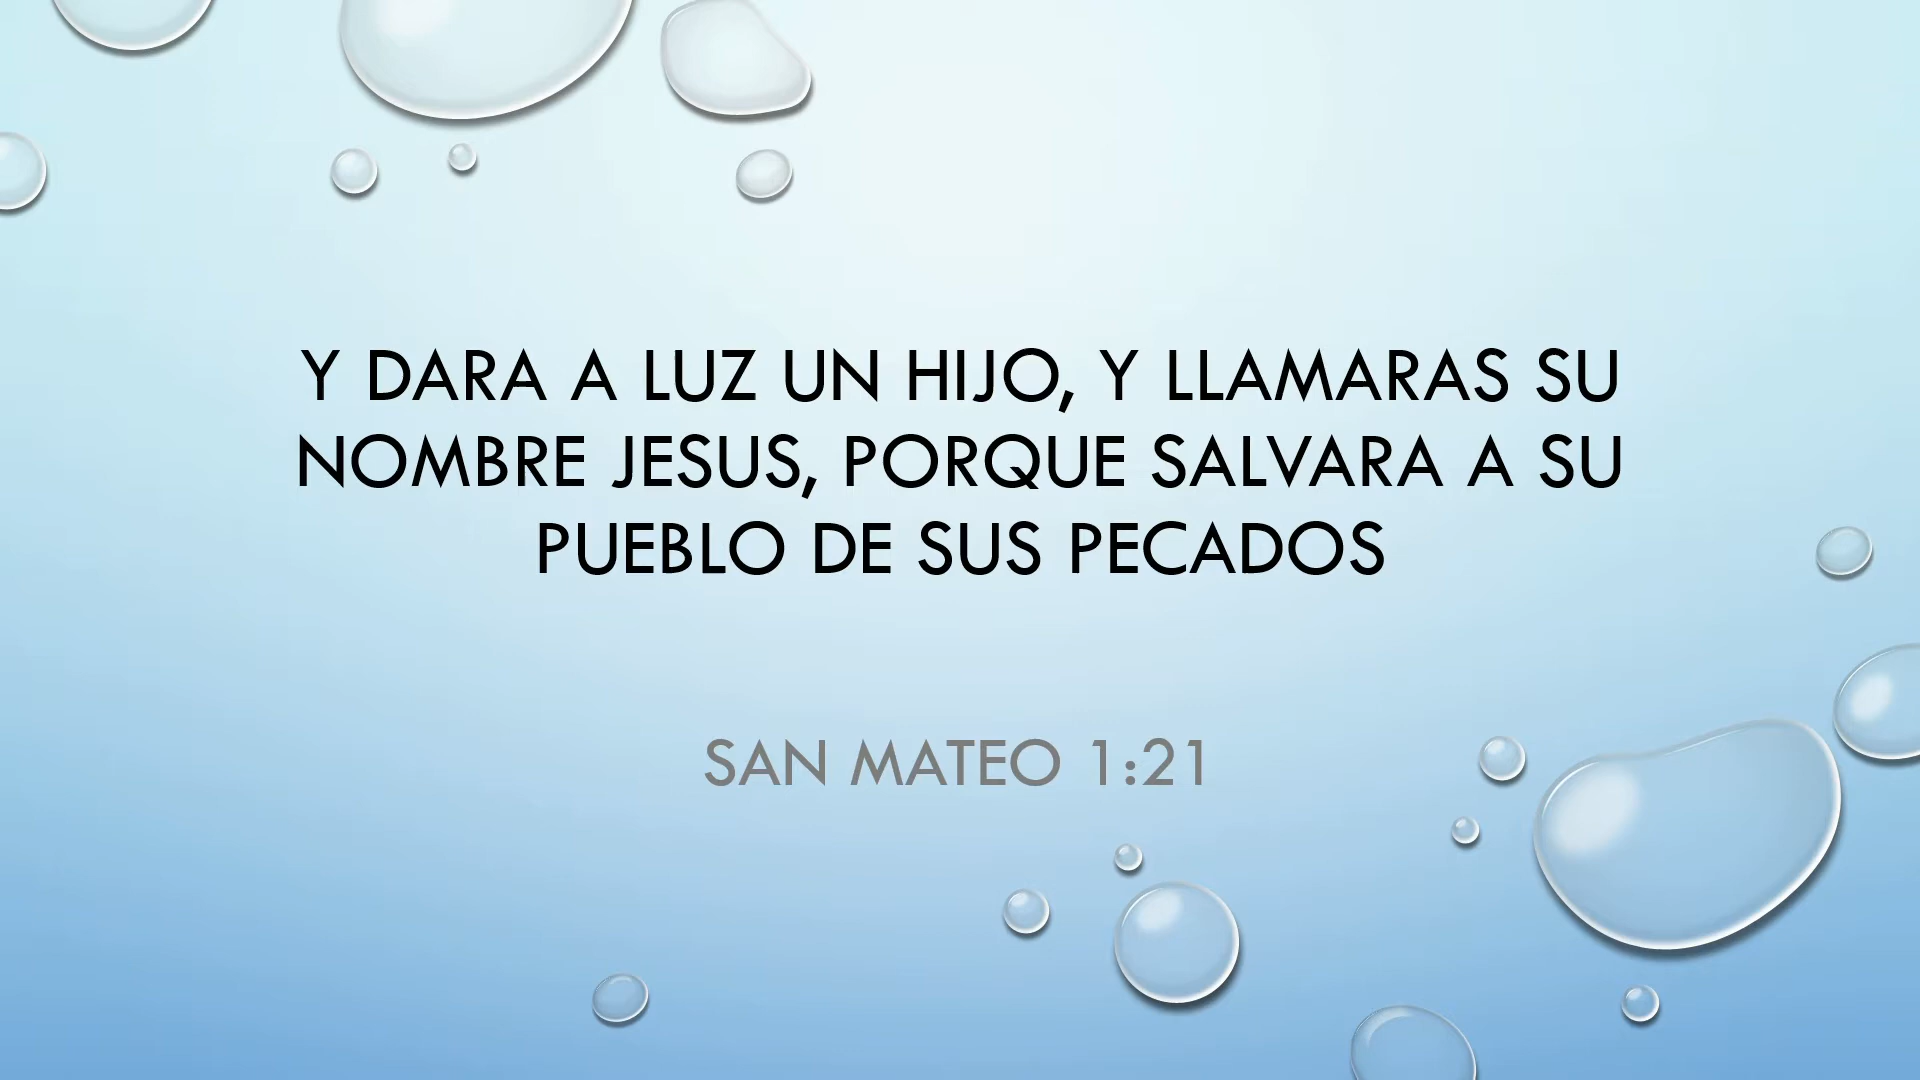 Y DARA A LUZ UN HIJO, Y LLAMARAS SU
NOMBRE JESUS, PORQUE SALVARA A SU
PUEBLO DE SUS PECADOS
SAN MATEO 1:21